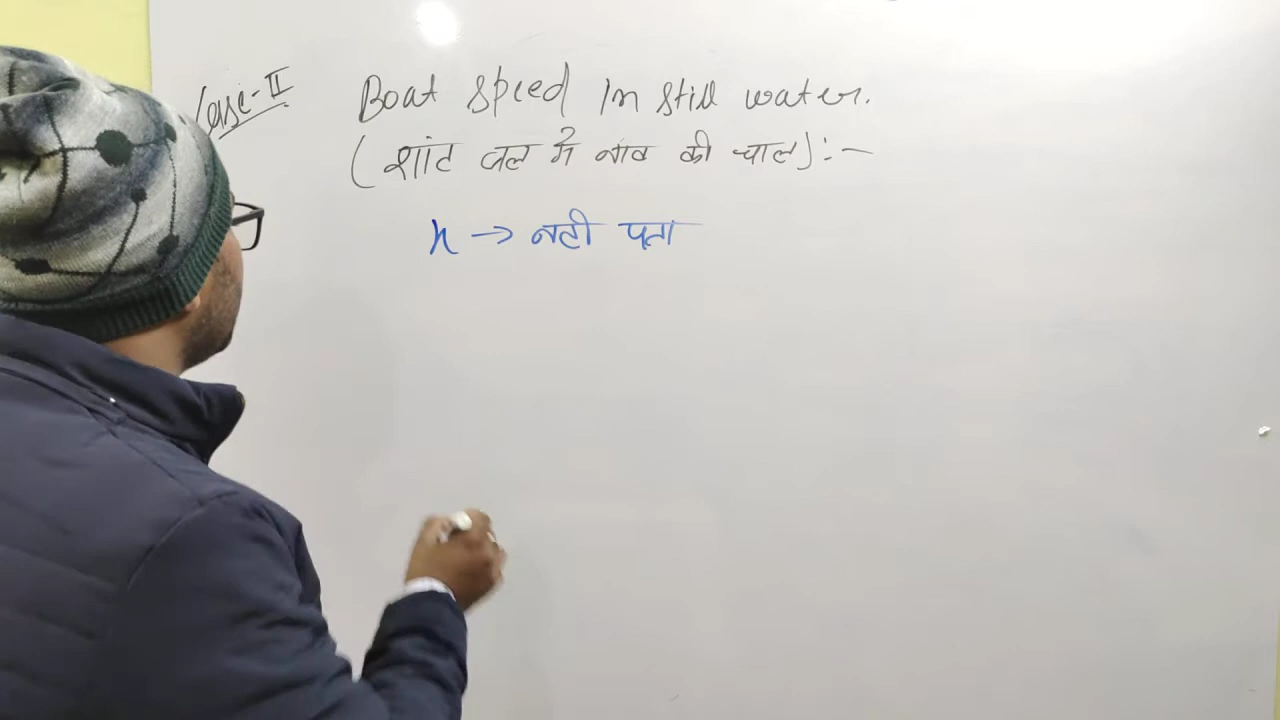 Case-II
Boat speed In still water.
(शांट जल मे नाव की चाल):-
x → नही पता